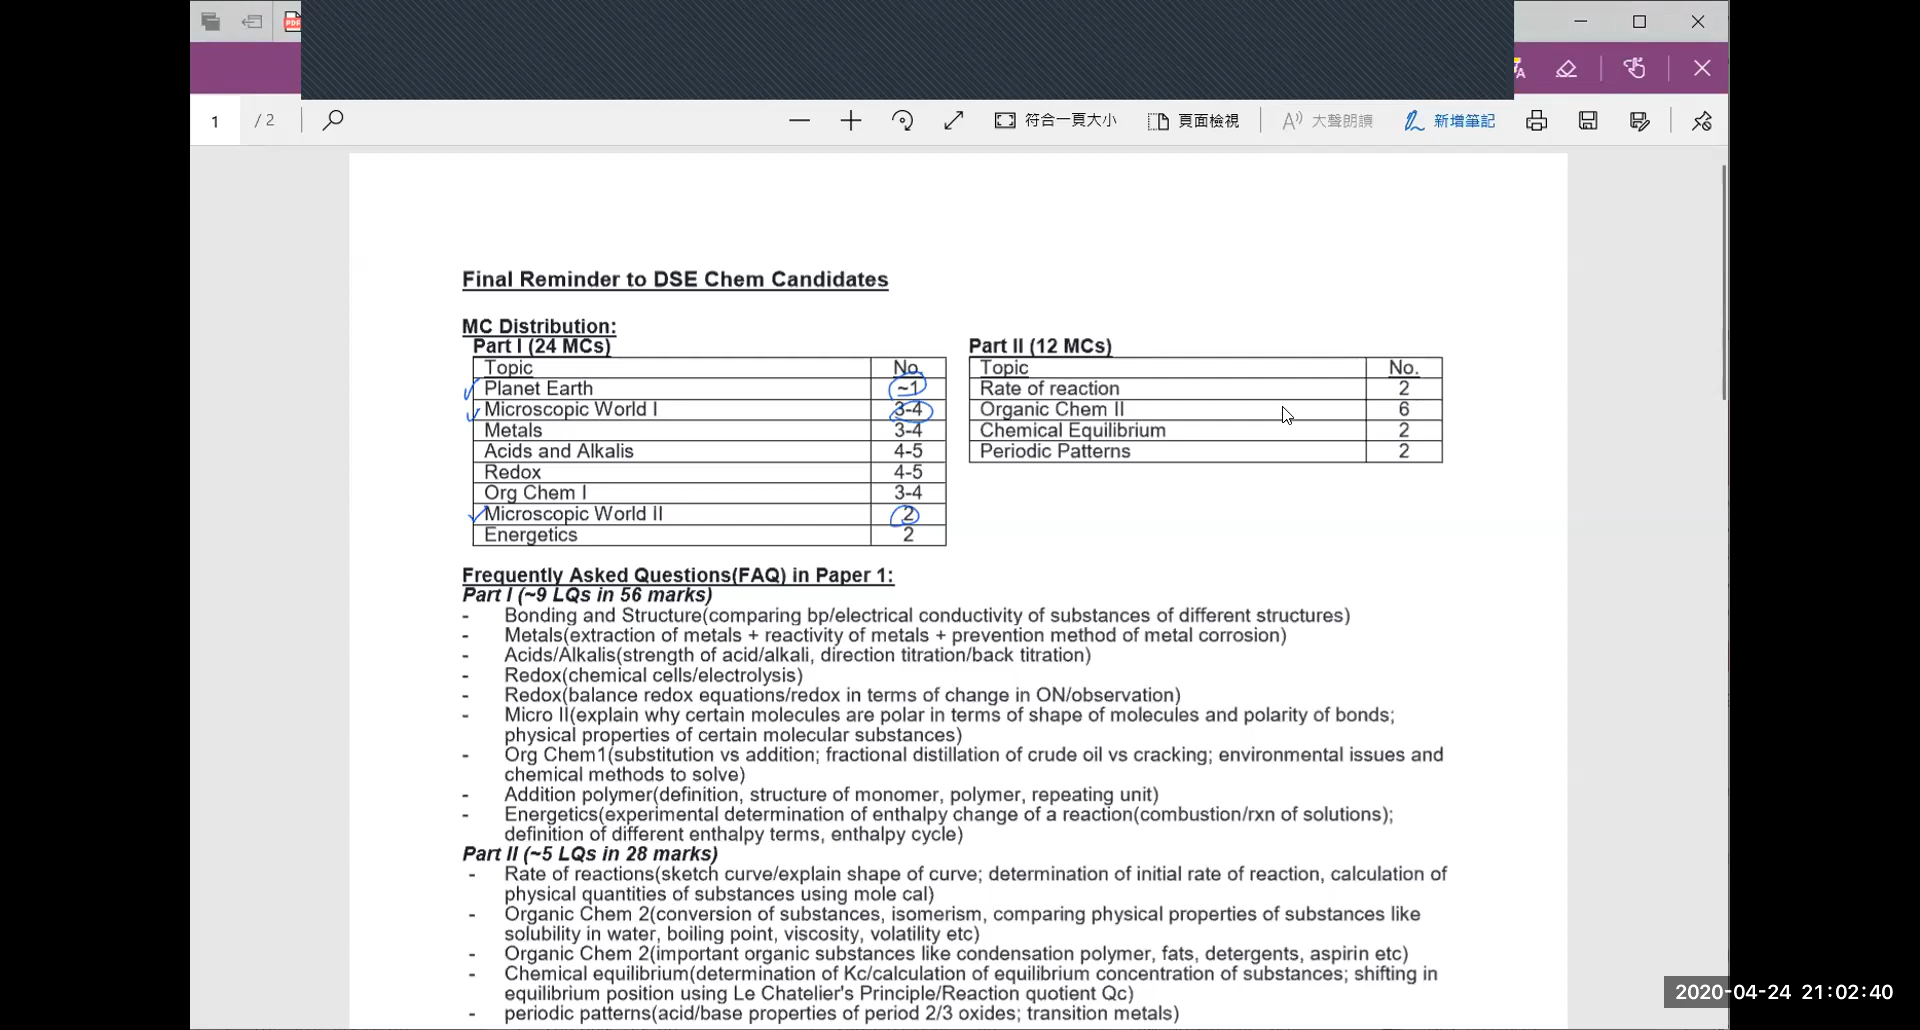 PDF
1 / 2
符合一頁大小
頁面檢視
A 大聲朗讀
新增筆記
Final Reminder to DSE Chem Candidates
MC Distribution:
Part I (24 MCs)
Topic No.
Planet Earth ~1
Microscopic World I 3-4
Metals 3-4
Acids and Alkalis 4-5
Redox 4-5
Org Chem I 3-4
Microscopic World II 2
Energetics 2
Part II (12 MCs)
Topic No.
Rate of reaction 2
Organic Chem II 6
Chemical Equilibrium 2
Periodic Patterns 2
Frequently Asked Questions(FAQ) in Paper 1:
Part I (~9 LQs in 56 marks)
- Bonding and Structure(comparing bp/electrical conductivity of substances of different structures)
- Metals(extraction of metals + reactivity of metals + prevention method of metal corrosion)
- Acids/Alkalis(strength of acid/alkali, direction titration/back titration)
- Redox(chemical cells/electrolysis)
- Redox(balance redox equations/redox in terms of change in ON/observation)
- Micro II(explain why certain molecules are polar in terms of shape of molecules and polarity of bonds;
physical properties of certain molecular substances)
- Org Chem1(substitution vs addition; fractional distillation of crude oil vs cracking; environmental issues and
chemical methods to solve)
- Addition polymer(definition, structure of monomer, polymer, repeating unit)
- Energetics(experimental determination of enthalpy change of a reaction(combustion/rxn of solutions);
definition of different enthalpy terms, enthalpy cycle)
Part II (~5 LQs in 28 marks)
- Rate of reactions(sketch curve/explain shape of curve; determination of initial rate of reaction, calculation of
physical quantities of substances using mole cal)
- Organic Chem 2(conversion of substances, isomerism, comparing physical properties of substances like
solubility in water, boiling point, viscosity, volatility etc)
- Organic Chem 2(important organic substances like condensation polymer, fats, detergents, aspirin etc)
- Chemical equilibrium(determination of Kc/calculation of equilibrium concentration of substances; shifting in
equilibrium position using Le Chatelier's Principle/Reaction quotient Qc)
- periodic patterns(acid/base properties of period 2/3 oxides; transition metals)
2020-04-24 21:02:40